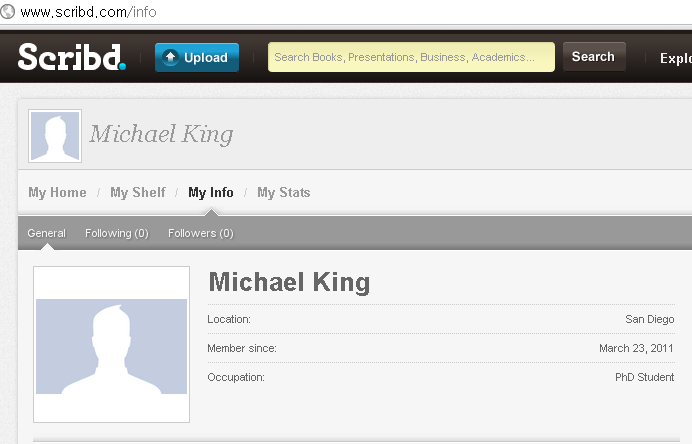 www.scribd.com/info
Scribd. Upload Search Books, Presentations, Business, Academics... Search
Michael King
My Home / My Shelf / My Info / My Stats
General Following (0) Followers (0)
Michael King
Location: San Diego
Member since: March 23, 2011
Occupation: PhD Student